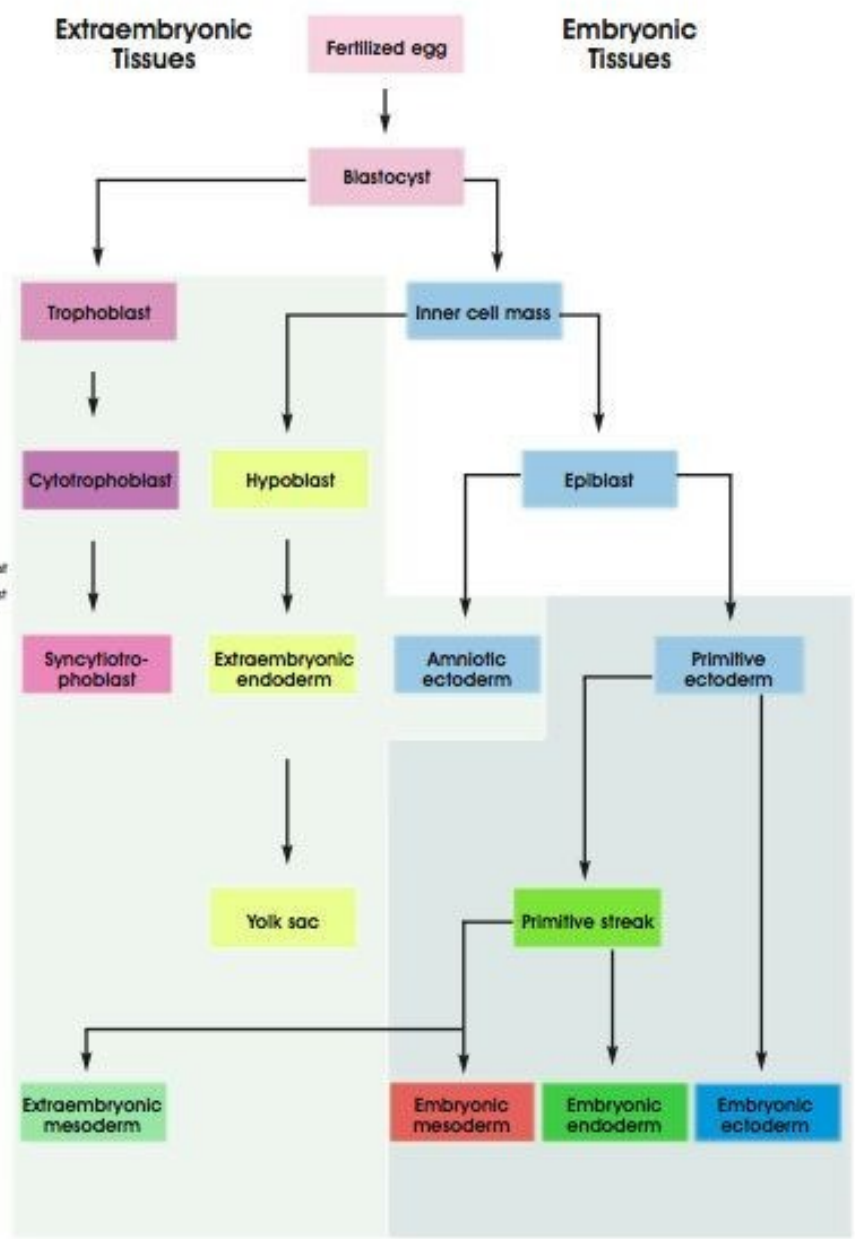 Extraembryonic
Tissues
Fertilized egg
Embryonic
Tissues
Blastocyst
Trophoblast
Inner cell mass
Cytotrophoblast
Hypoblast
Epiblast
Syncytiotro-
phoblast
Extraembryonic
endoderm
Amniotic
ectoderm
Primitive
ectoderm
Yolk sac
Primitive streak
Extraembryonic
mesoderm
Embryonic
mesoderm
Embryonic
endoderm
Embryonic
ectoderm